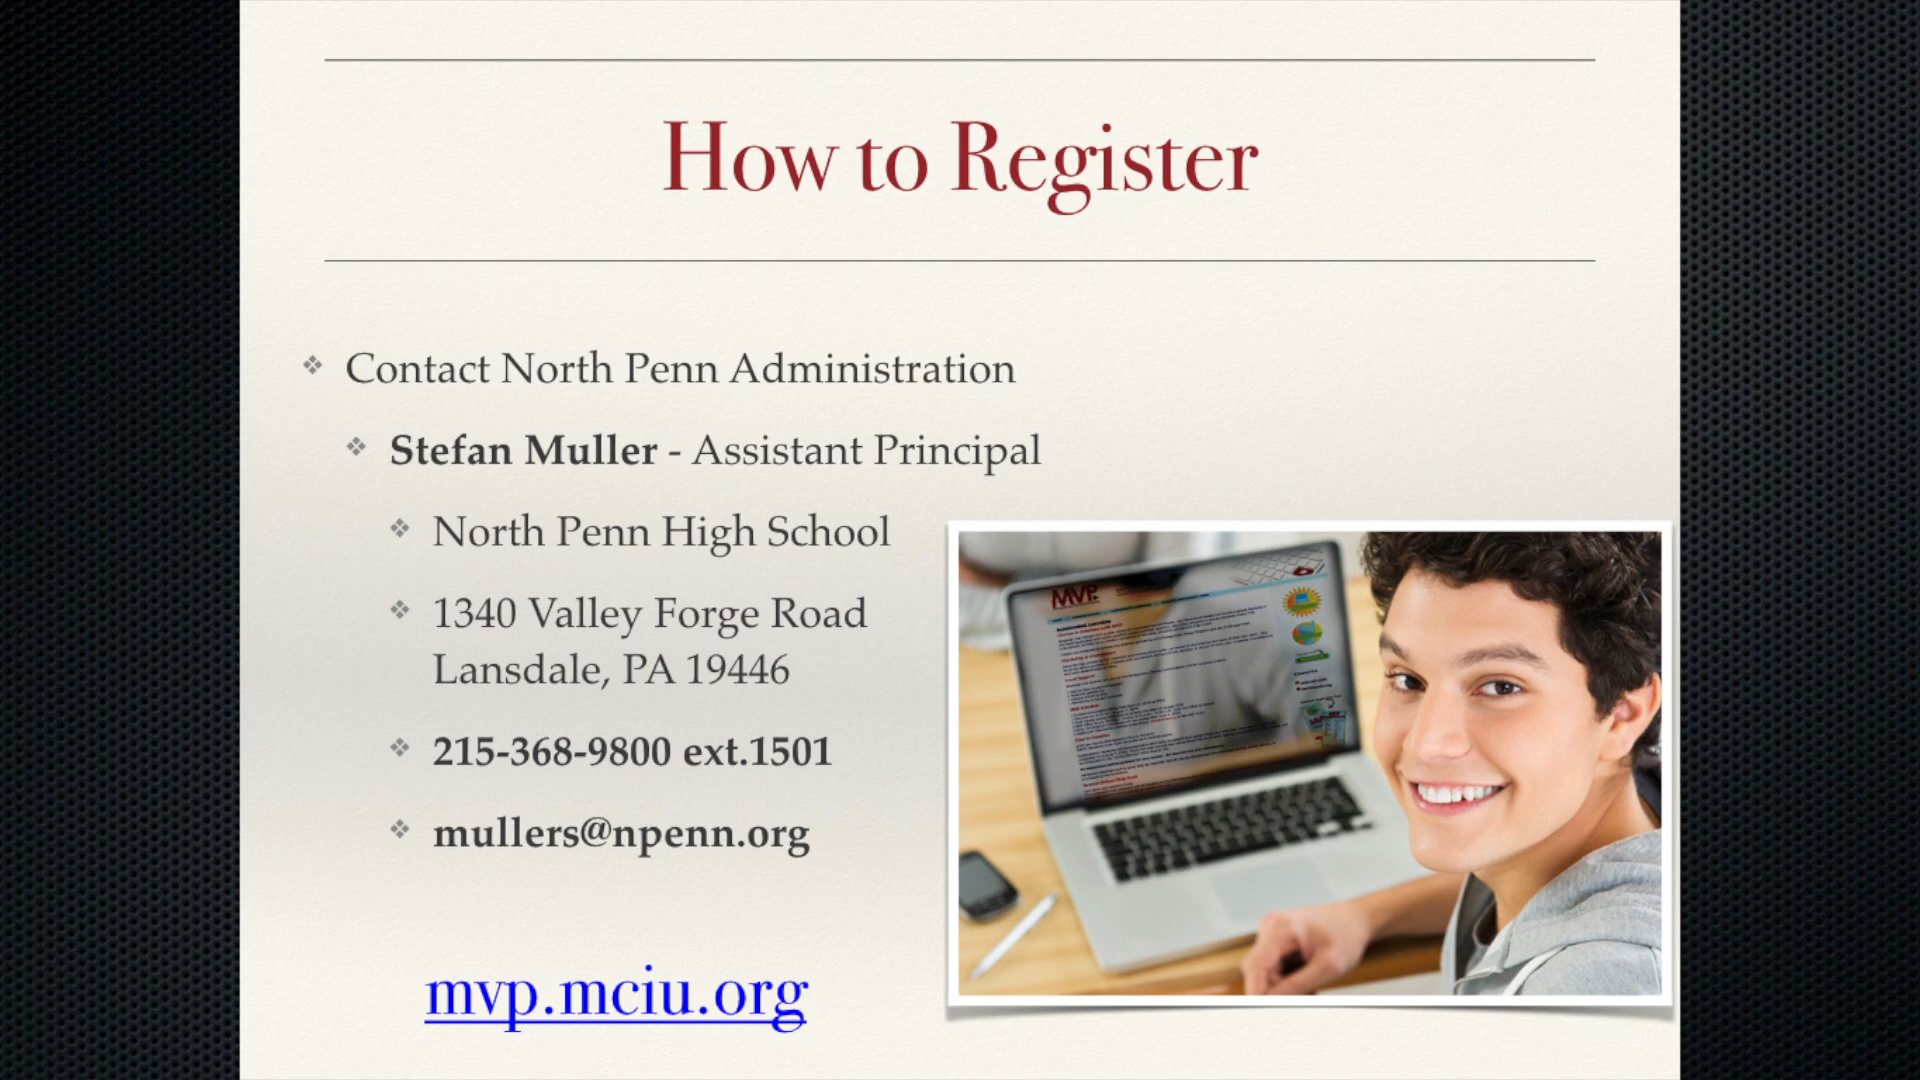 How to Register
Contact North Penn Administration
Stefan Muller - Assistant Principal
North Penn High School
1340 Valley Forge Road
Lansdale, PA 19446
215-368-9800 ext.1501
mullers@npenn.org
mvp.mciu.org
MVP